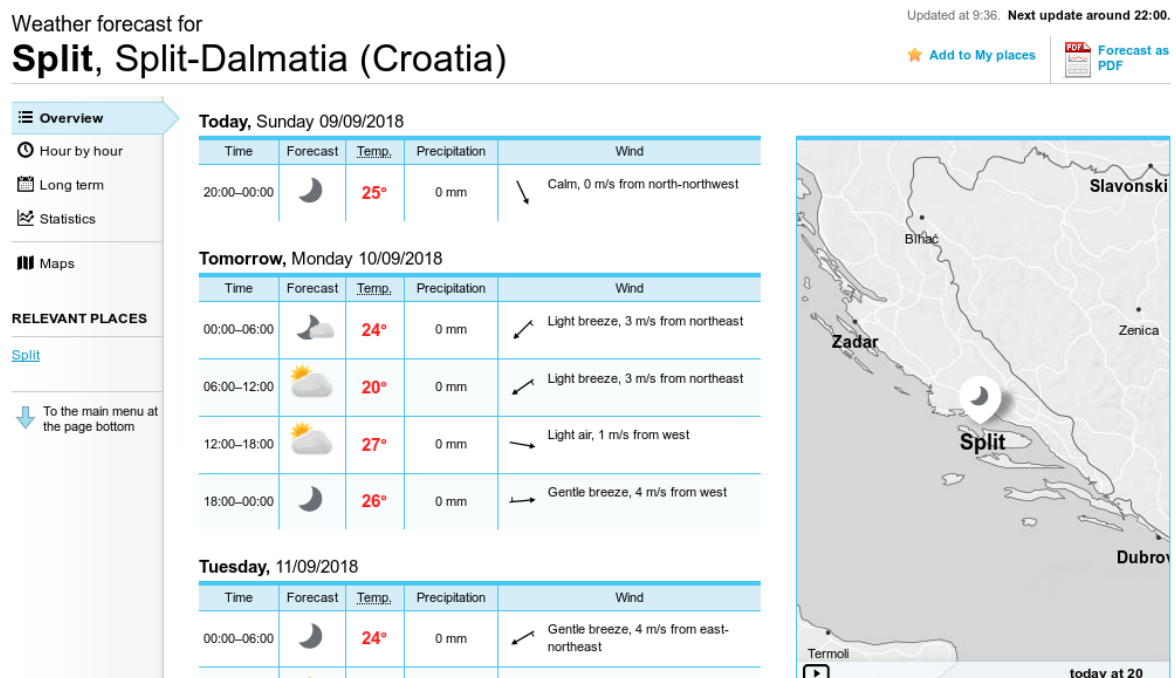 Weather forecast for
Split, Split-Dalmatia (Croatia)
Updated at 9:36. Next update around 22:00.
Add to My places
PDF
Forecast as
PDF
Overview
Hour by hour
Long term
Statistics
Maps
RELEVANT PLACES
Split
To the main menu at
the page bottom
Today, Sunday 09/09/2018
Time Forecast Temp. Precipitation Wind
20:00–00:00 25° 0 mm Calm, 0 m/s from north-northwest
Tomorrow, Monday 10/09/2018
Time Forecast Temp. Precipitation Wind
00:00–06:00 24° 0 mm Light breeze, 3 m/s from northeast
06:00–12:00 20° 0 mm Light breeze, 3 m/s from northeast
12:00–18:00 27° 0 mm Light air, 1 m/s from west
18:00–00:00 26° 0 mm Gentle breeze, 4 m/s from west
Tuesday, 11/09/2018
Time Forecast Temp. Precipitation Wind
00:00–06:00 24° 0 mm Gentle breeze, 4 m/s from east-
northeast
Slavonski
Bihać
Zenica
Zadar
Split
Dubrov
Termoli
today at 20